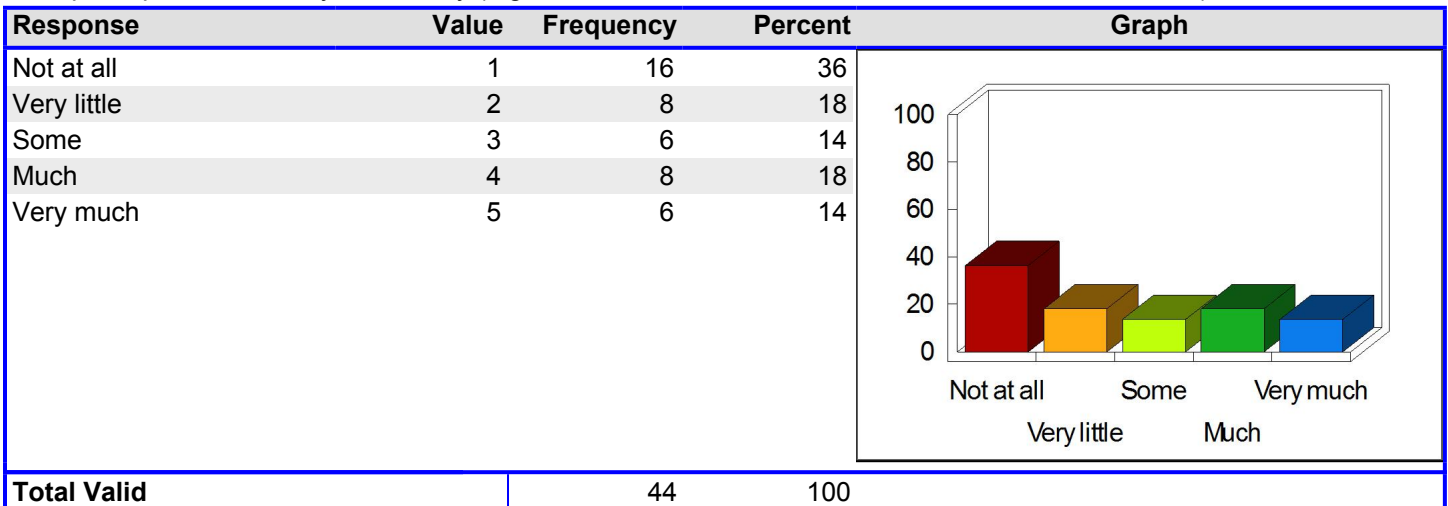 Response Value Frequency Percent Graph
Not at all 1 16 36
Very little 2 8 18
Some 3 6 14
Much 4 8 18
Very much 5 6 14
100
80
60
40
20
0
Not at all Some Very much
Very little Much
Total Valid 44 100